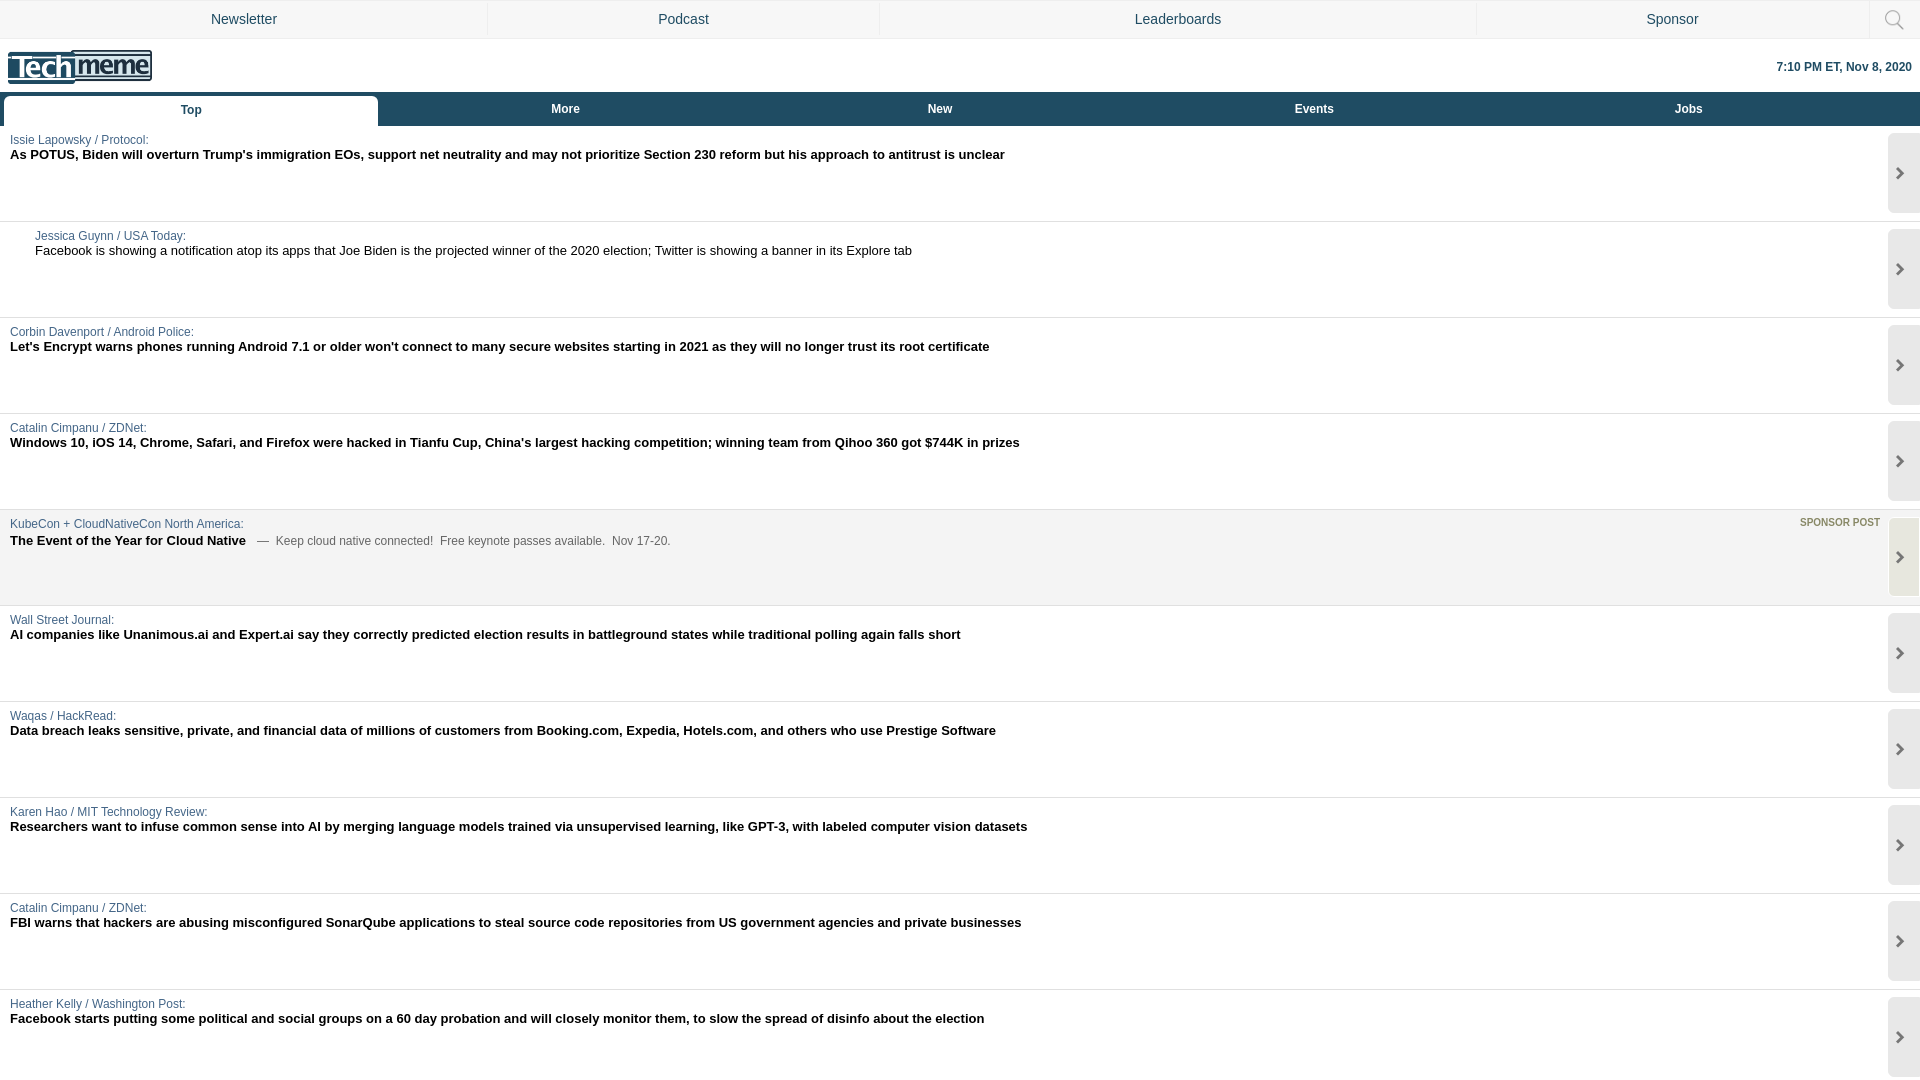 Newsletter
Podcast
Leaderboards
Sponsor
Techmeme
7:10 PM ET, Nov 8, 2020
Top
More
New
Events
Jobs
Issie Lapowsky / Protocol:
As POTUS, Biden will overturn Trump's immigration EOs, support net neutrality and may not prioritize Section 230 reform but his approach to antitrust is unclear
Jessica Guynn / USA Today:
Facebook is showing a notification atop its apps that Joe Biden is the projected winner of the 2020 election; Twitter is showing a banner in its Explore tab
Corbin Davenport / Android Police:
Let's Encrypt warns phones running Android 7.1 or older won't connect to many secure websites starting in 2021 as they will no longer trust its root certificate
Catalin Cimpanu / ZDNet:
Windows 10, iOS 14, Chrome, Safari, and Firefox were hacked in Tianfu Cup, China's largest hacking competition; winning team from Qihoo 360 got $744K in prizes
KubeCon + CloudNativeCon North America:
SPONSOR POST
The Event of the Year for Cloud Native — Keep cloud native connected! Free keynote passes available. Nov 17-20.
Wall Street Journal:
AI companies like Unanimous.ai and Expert.ai say they correctly predicted election results in battleground states while traditional polling again falls short
Waqas / HackRead:
Data breach leaks sensitive, private, and financial data of millions of customers from Booking.com, Expedia, Hotels.com, and others who use Prestige Software
Karen Hao / MIT Technology Review:
Researchers want to infuse common sense into AI by merging language models trained via unsupervised learning, like GPT-3, with labeled computer vision datasets
Catalin Cimpanu / ZDNet:
FBI warns that hackers are abusing misconfigured SonarQube applications to steal source code repositories from US government agencies and private businesses
Heather Kelly / Washington Post:
Facebook starts putting some political and social groups on a 60 day probation and will closely monitor them, to slow the spread of disinfo about the election